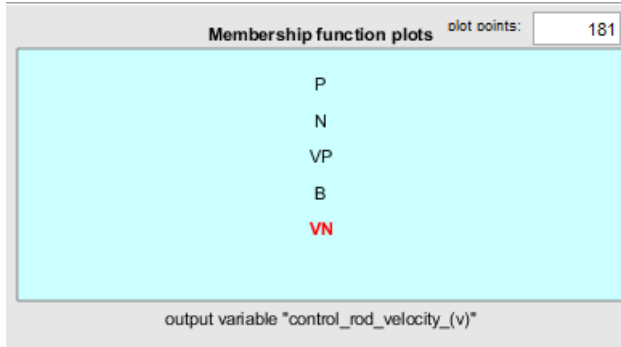 Membership function plots plot points: 181
P
N
VP
B
VN
output variable "control_rod_velocity_(v)"